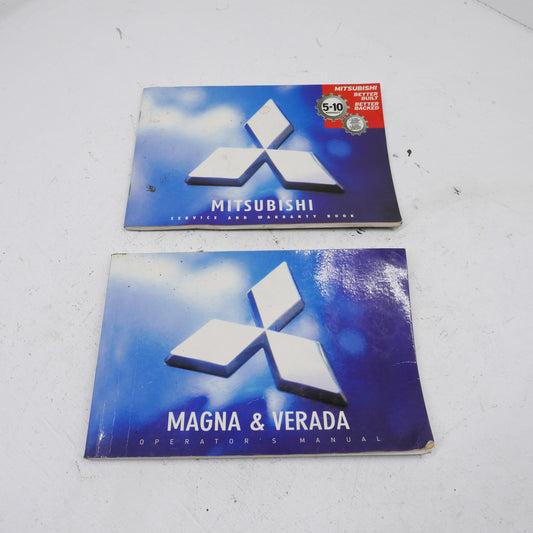 MITSUBISHI
BETTER
BUILT
BETTER
BACKED
5-10
MITSUBISHI
SERVICE AND WARRANTY BOOK
MAGNA & VERADA
OPERATOR'S MANUAL